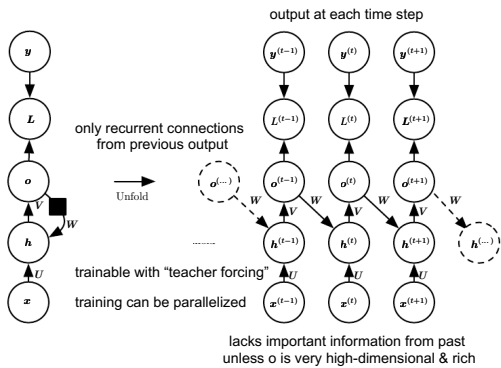 output at each time step
y y^(t−1) y^(t) y^(t+1)
L L^(t−1) L^(t) L^(t+1)
only recurrent connections
from previous output
o o^(...) o^(t−1) o^(t) o^(t+1)
Unfold
V W W V W V W V W
h ........ h^(t−1) h^(t) h^(t+1) h^(...)
trainable with “teacher forcing”
U U U U
training can be parallelized
x x^(t−1) x^(t) x^(t+1)
lacks important information from past
unless o is very high-dimensional & rich